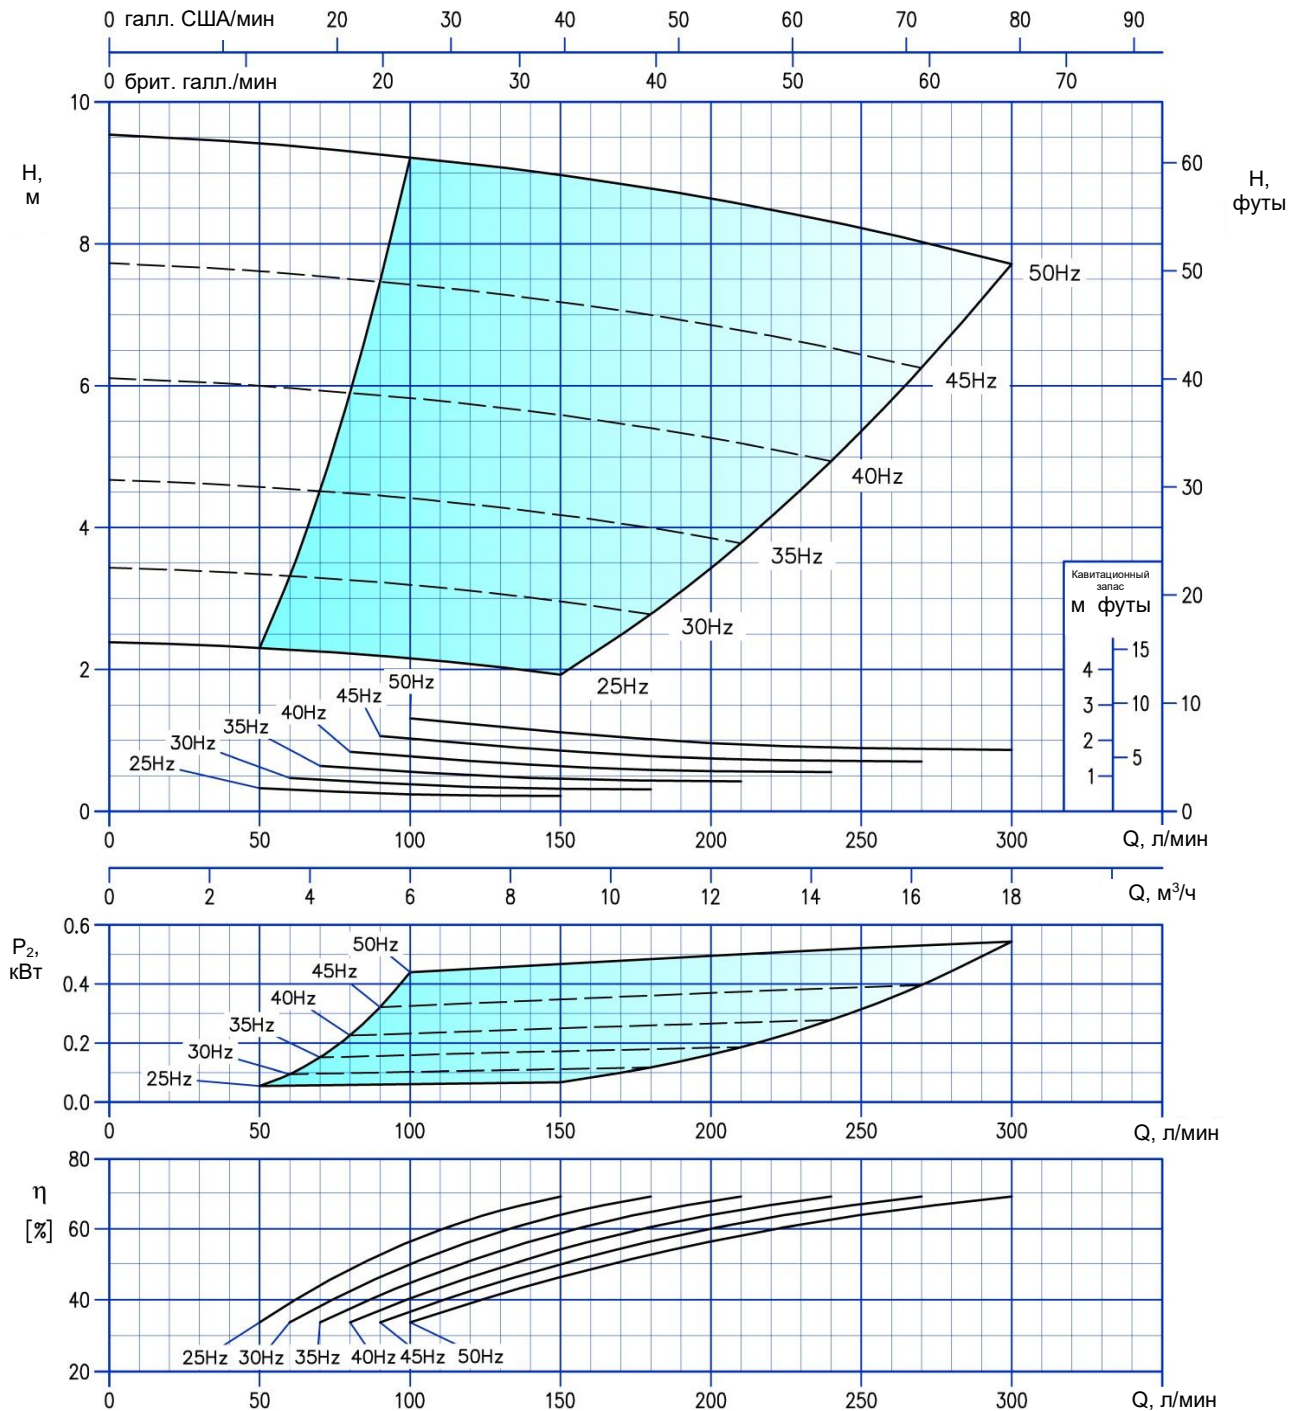 0 галл. США/мин 20 30 40 50 60 70 80 90
0 брит. галл./мин 20 30 40 50 60 70
10
H,
м
60
H,
футы
8
50Hz
50
6
45Hz
40
40Hz
30
4
35Hz
Кавитационный
запас
м футы
20
30Hz
15
2
50Hz
25Hz
4
45Hz
40Hz
3
10
10
35Hz
30Hz
2
25Hz
5
1
0
0
0 50 100 150 200 250 300 Q, л/мин
0 2 4 6 8 10 12 14 16 18 Q, м³/ч
0.6
P₂,
кВт
50Hz
45Hz
0.4
40Hz
35Hz
0.2
30Hz
25Hz
0.0
0 50 100 150 200 250 300 Q, л/мин
80
η
[%]
60
40
25Hz 30Hz 35Hz 40Hz 45Hz 50Hz
20
0 50 100 150 200 250 300 Q, л/мин